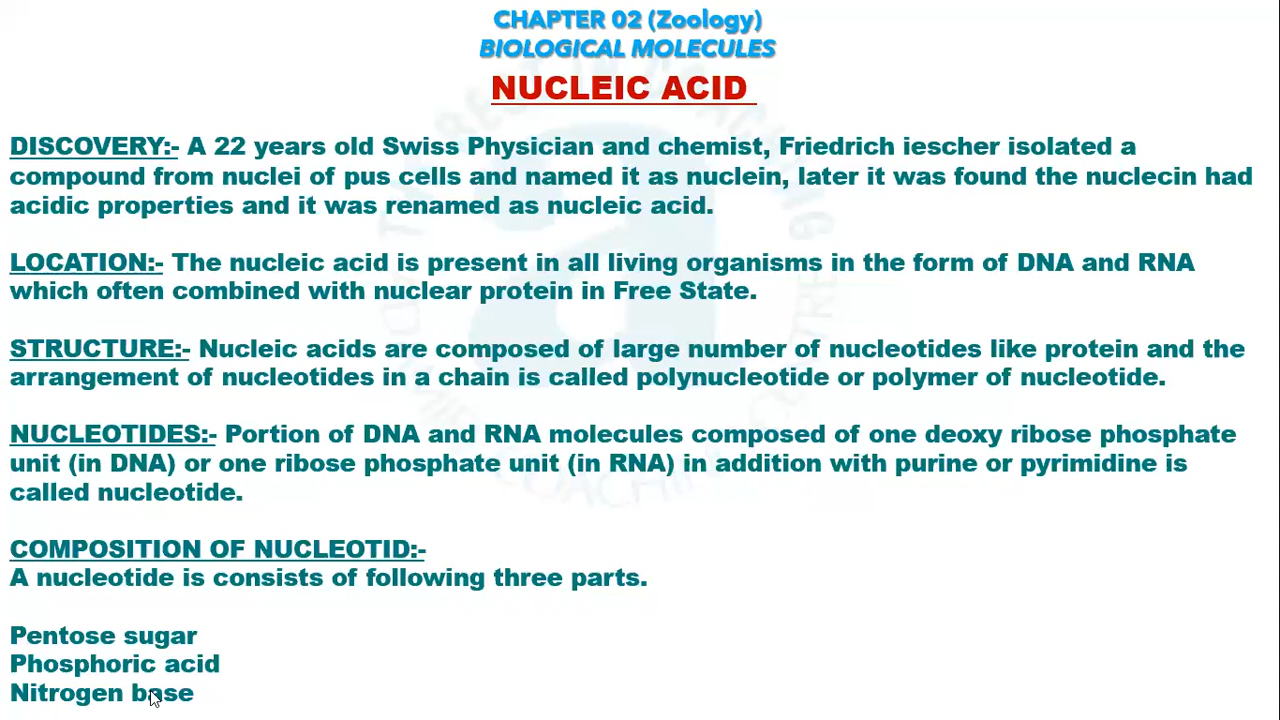 CHAPTER 02 (Zoology)
BIOLOGICAL MOLECULES
NUCLEIC ACID
DISCOVERY:- A 22 years old Swiss Physician and chemist, Friedrich iescher isolated a
compound from nuclei of pus cells and named it as nuclein, later it was found the nuclecin had
acidic properties and it was renamed as nucleic acid.
LOCATION:- The nucleic acid is present in all living organisms in the form of DNA and RNA
which often combined with nuclear protein in Free State.
STRUCTURE:- Nucleic acids are composed of large number of nucleotides like protein and the
arrangement of nucleotides in a chain is called polynucleotide or polymer of nucleotide.
NUCLEOTIDES:- Portion of DNA and RNA molecules composed of one deoxy ribose phosphate
unit (in DNA) or one ribose phosphate unit (in RNA) in addition with purine or pyrimidine is
called nucleotide.
COMPOSITION OF NUCLEOTID:-
A nucleotide is consists of following three parts.
Pentose sugar
Phosphoric acid
Nitrogen base